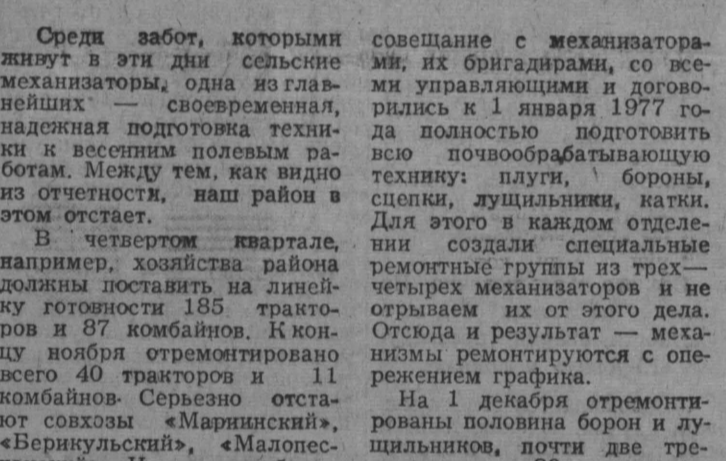 Среди забот, которыми
живут в эти дни сельские
механизаторы, одна из глав-
нейших — своевременная,
надежная подготовка техни-
ки к весенним полевым ра-
ботам. Между тем, как видно
из отчетности, наш район в
этом отстает.
В четвертом квартале,
например, хозяйства района
должны поставить на линей-
ку готовности 185 тракто-
ров и 87 комбайнов. К кон-
цу ноября отремонтировано
всего 40 тракторов и 11
комбайнов. Серьезно отста-
ют совхозы «Мариинский»,
«Берикульский», «Малопес-
совещание с механизатора-
ми, их бригадирами, со все-
ми управляющими и догово-
рились к 1 января 1977 го-
да полностью подготовить
всю почвообрабатывающую
технику: плуги, бороны,
сцепки, лущильники, катки.
Для этого в каждом отделе-
нии создали специальные
ремонтные группы из трех—
четырех механизаторов и не
отрываем их от этого дела.
Отсюда и результат — меха-
низмы ремонтируются с опе-
режением графика.
На 1 декабря отремонти-
рованы половина борон и лу-
щильников, почти две тре-